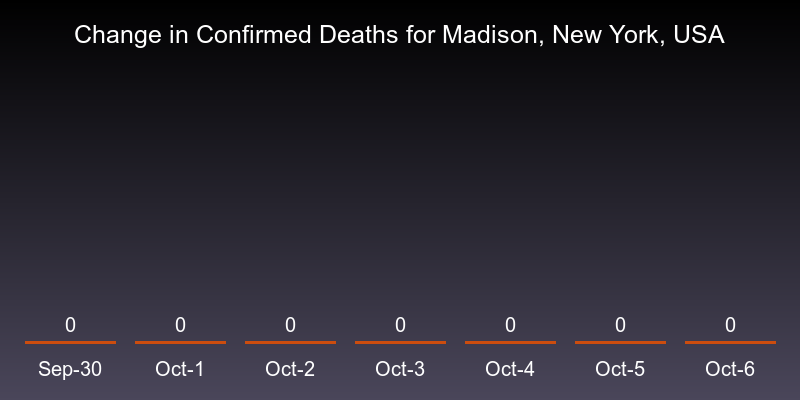 Change in Confirmed Deaths for Madison, New York, USA
0 0 0 0 0 0 0
Sep-30 Oct-1 Oct-2 Oct-3 Oct-4 Oct-5 Oct-6